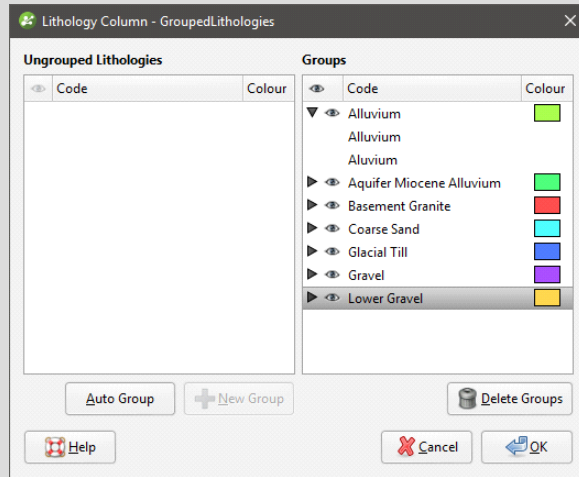 Lithology Column - GroupedLithologies
Ungrouped Lithologies
Code Colour
Groups
Code Colour
Alluvium
Alluvium
Aluvium
Aquifer Miocene Alluvium
Basement Granite
Coarse Sand
Glacial Till
Gravel
Lower Gravel
Auto Group
New Group
Delete Groups
Help
Cancel
OK